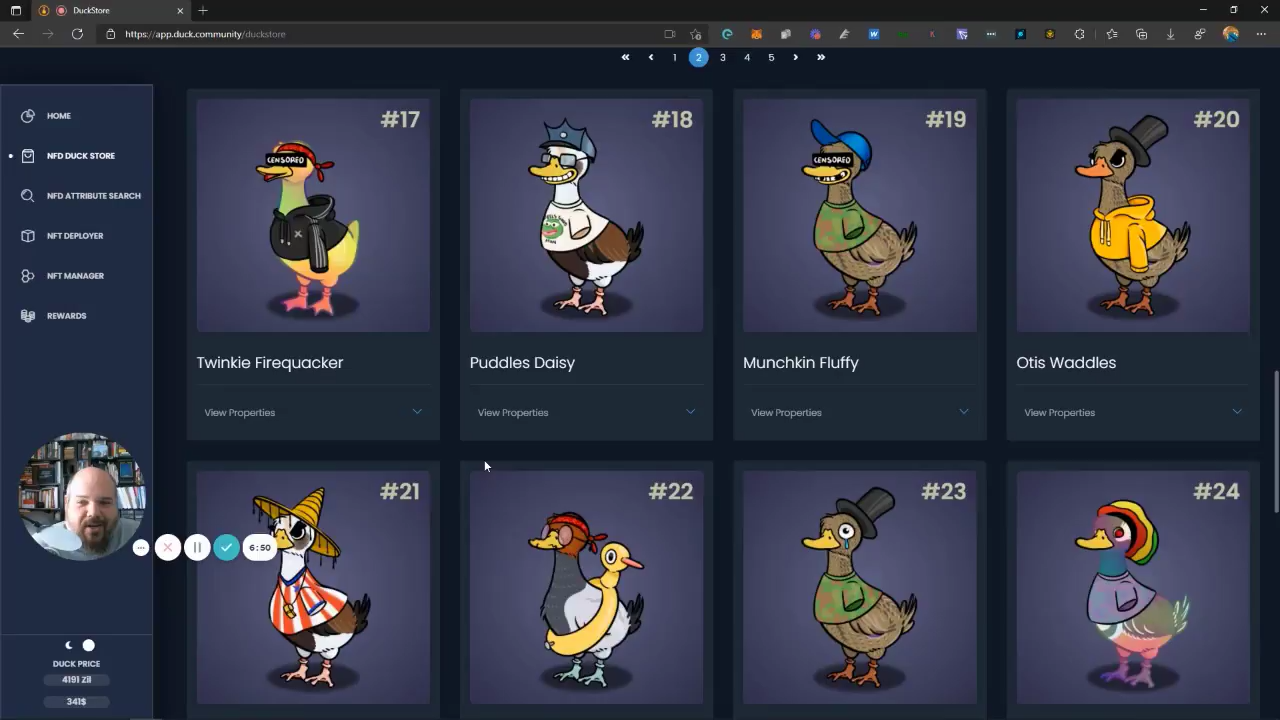 DuckStore
https://app.duck.community/duckstore
« ‹ 1 2 3 4 5 › »
HOME
NFD DUCK STORE
NFD ATTRIBUTE SEARCH
NFT DEPLOYER
NFT MANAGER
REWARDS
#17
CENSORED
Twinkie Firequacker
View Properties
#18
Puddles Daisy
View Properties
#19
CENSORED
Munchkin Fluffy
View Properties
#20
Otis Waddles
View Properties
#21
#22
#23
#24
6:50
DUCK PRICE
4191 Zil
341$